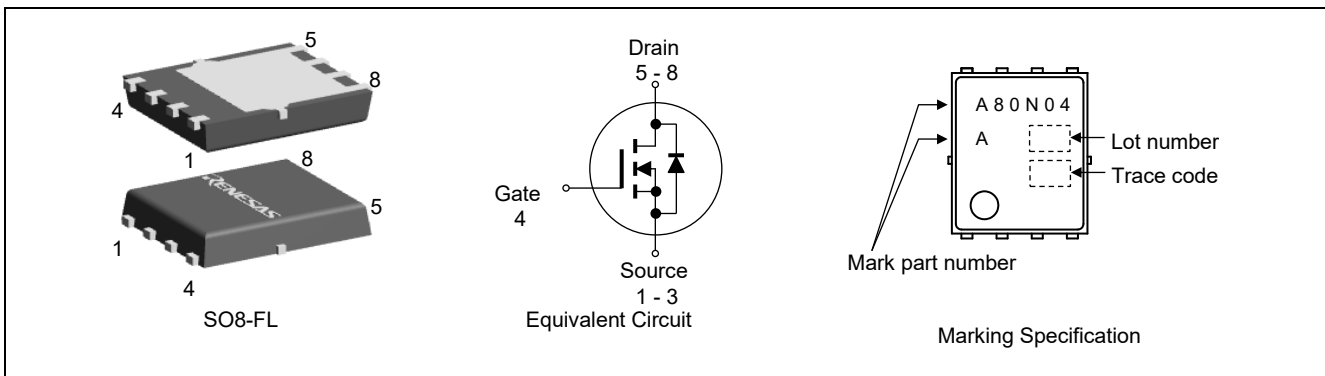 5
8
4
1
8
RENESAS
5
1
4
SO8-FL
Drain
5 - 8
Gate
4
Source
1 - 3
Equivalent Circuit
A 8 0 N 0 4
A
Lot number
Trace code
Mark part number
Marking Specification